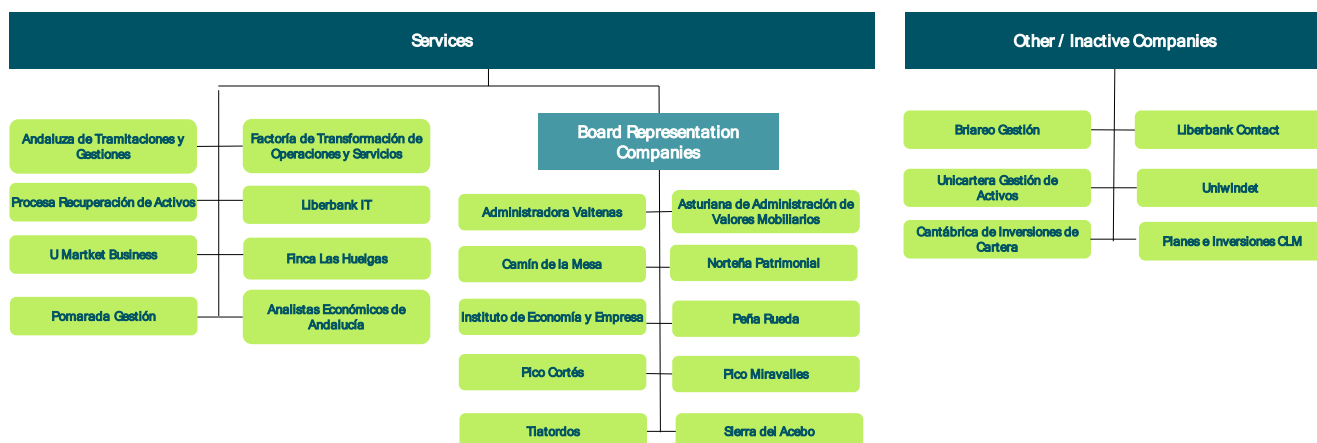 Services
Andaluza de Tramitaciones y
Gestiones
Factoría de Transformación de
Operaciones y Servicios
Procesa Recuperación de Activos
Liberbank IT
U Martket Business
Finca Las Huelgas
Pomarada Gestión
Analistas Económicos de
Andalucía
Board Representation
Companies
Administradora Valtenas
Asturiana de Administración de
Valores Mobiliarios
Camín de la Mesa
Norteña Patrimonial
Instituto de Economía y Empresa
Peña Rueda
Pico Cortés
Pico Miravalles
Tiatordos
Sierra del Acebo
Other / Inactive Companies
Briareo Gestión
Liberbank Contact
Unicartera Gestión de
Activos
Uniwindet
Cantábrica de Inversiones de
Cartera
Planes e Inversiones CLM